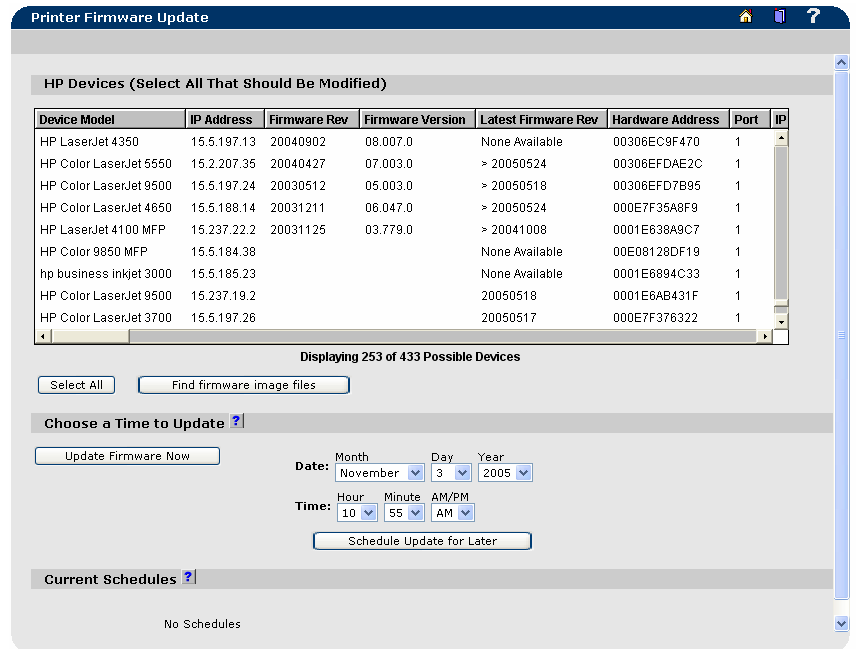 Printer Firmware Update ?
HP Devices (Select All That Should Be Modified)
Device Model IP Address Firmware Rev Firmware Version Latest Firmware Rev Hardware Address Port IP
HP LaserJet 4350 15.5.197.13 20040902 08.007.0 None Available 00306EC9F470 1
HP Color LaserJet 5550 15.2.207.35 20040427 07.003.0 > 20050524 00306EFDAE2C 1
HP Color LaserJet 9500 15.5.197.24 20030512 05.003.0 > 20050518 00306EFD7B95 1
HP Color LaserJet 4650 15.5.188.14 20031211 06.047.0 > 20050524 000E7F35A8F9 1
HP LaserJet 4100 MFP 15.237.22.2 20031125 03.779.0 > 20041008 0001E638A9C7 1
HP Color 9850 MFP 15.5.184.38 None Available 00E08128DF19 1
hp business inkjet 3000 15.5.185.23 None Available 0001E6894C33 1
HP Color LaserJet 9500 15.237.19.2 20050518 0001E6AB431F 1
HP Color LaserJet 3700 15.5.197.26 20050517 000E7F376322 1
Displaying 253 of 433 Possible Devices
Select All Find firmware image files
Choose a Time to Update ?
Update Firmware Now
Month Day Year
Date: November 3 2005
Hour Minute AM/PM
Time: 10 55 AM
Schedule Update for Later
Current Schedules ?
No Schedules